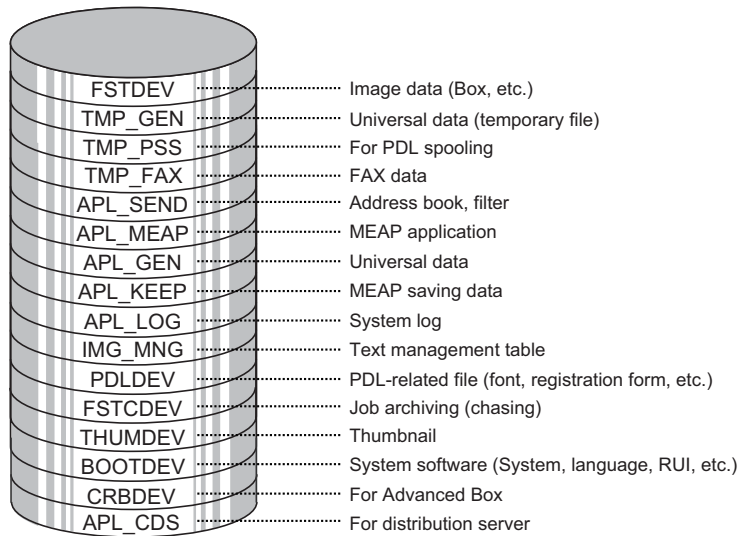 FSTDEV Image data (Box, etc.)
TMP_GEN Universal data (temporary file)
TMP_PSS For PDL spooling
TMP_FAX FAX data
APL_SEND Address book, filter
APL_MEAP MEAP application
APL_GEN Universal data
APL_KEEP MEAP saving data
APL_LOG System log
IMG_MNG Text management table
PDLDEV PDL-related file (font, registration form, etc.)
FSTCDEV Job archiving (chasing)
THUMDEV Thumbnail
BOOTDEV System software (System, language, RUI, etc.)
CRBDEV For Advanced Box
APL_CDS For distribution server